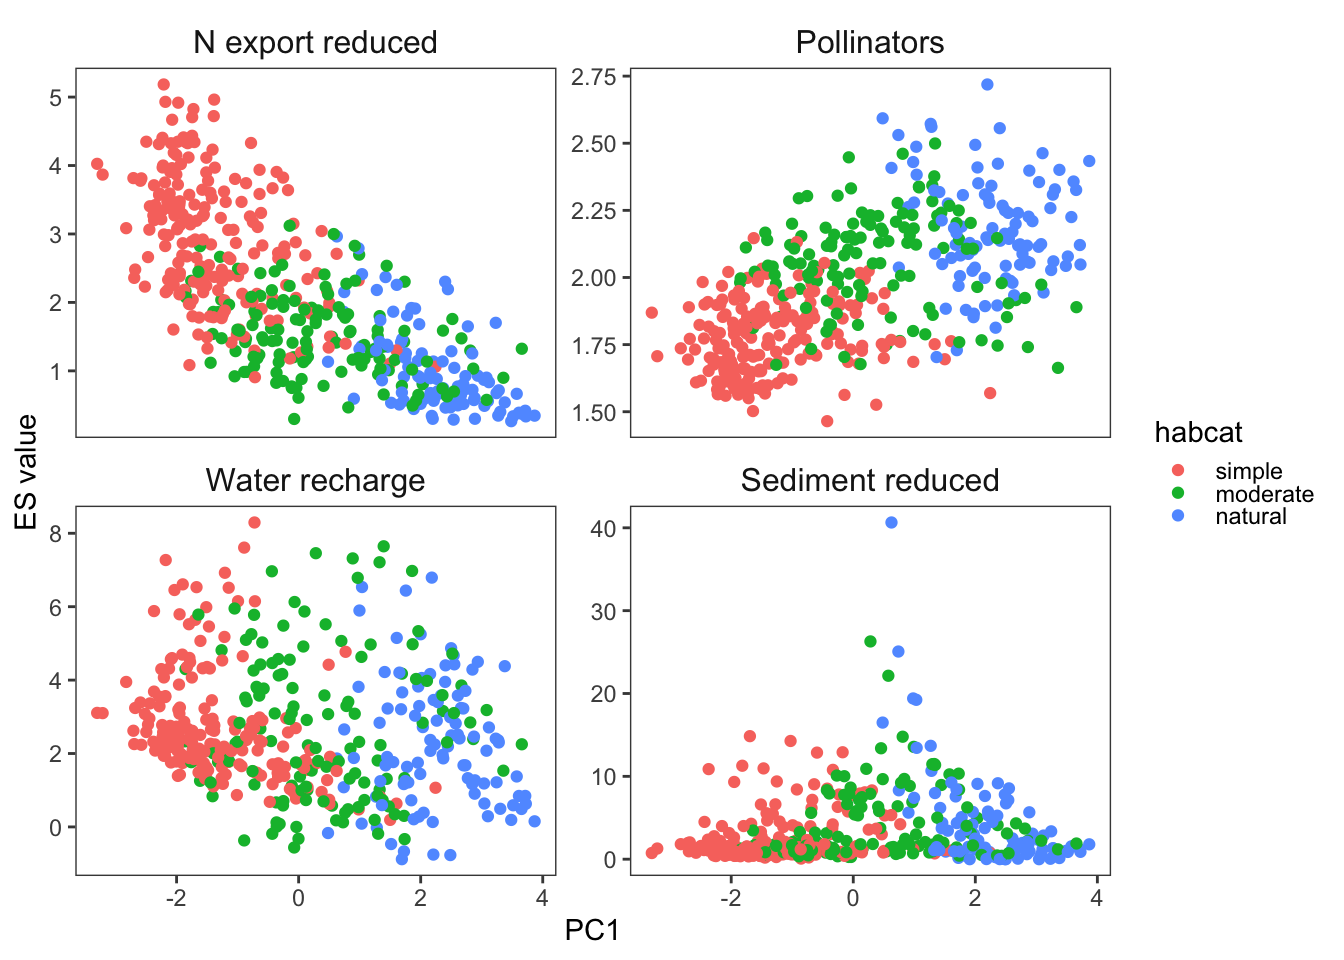 N export reduced
Pollinators
5
4
3
2
1
2.75
2.50
2.25
2.00
1.75
1.50
ES value
Water recharge
Sediment reduced
8
6
4
2
0
40
30
20
10
0
-2 0 2 4
-2 0 2 4
PC1
habcat
simple
moderate
natural